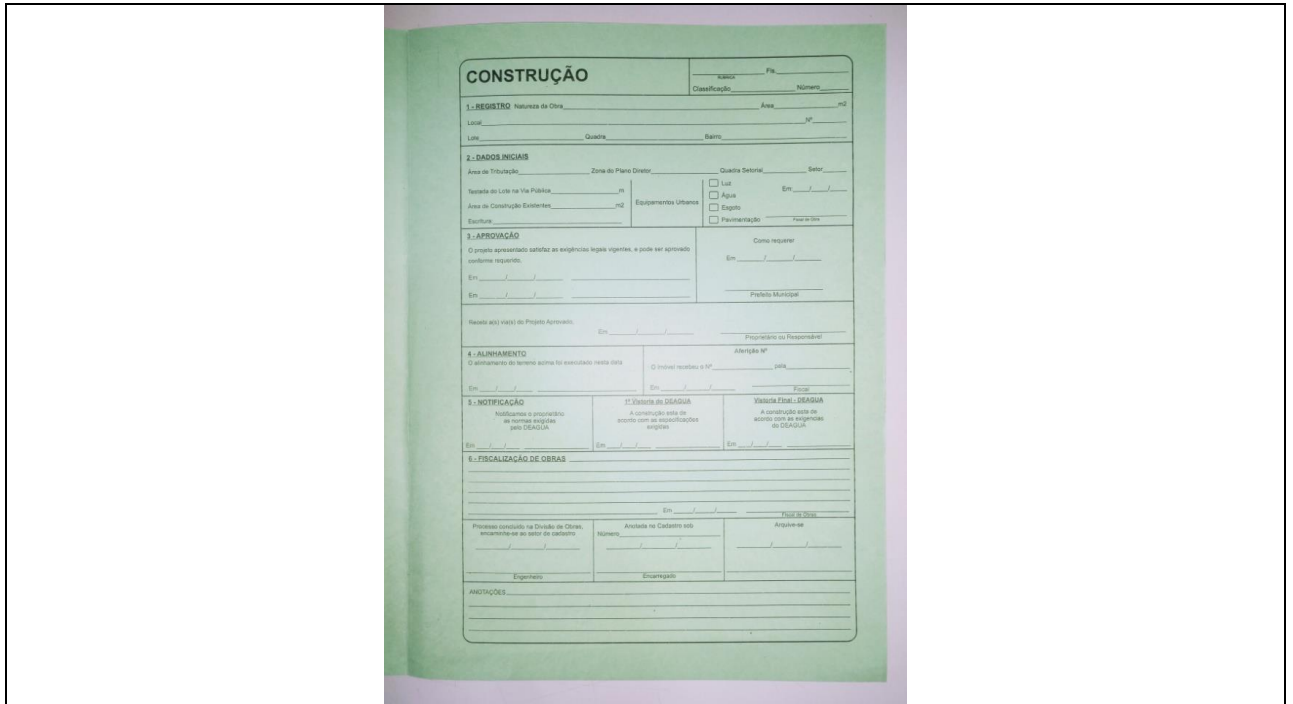 CONSTRUÇÃO
Fls.
RUBRICA
Classificação Número
1 - REGISTRO Natureza da Obra Área m2
Local Nº
Lote Quadra Bairro
2 - DADOS INICIAIS
Área de Tributação Zona do Plano Diretor Quadra Setorial Setor
Testada do Lote na Via Pública m
Área de Construção Existentes m2
Escritura
Equipamentos Urbanos
Luz
Água
Esgoto
Pavimentação
Em / /
Fiscal de Obra
3 - APROVAÇÃO
O projeto apresentado satisfaz as exigências legais vigentes, e pode ser aprovado
conforme requerido.
Em / /
Em / /
Como requerer
Em / /
Prefeito Municipal
Recebi a(s) via(s) do Projeto Aprovado.
Em / /
Proprietário ou Responsável
4 - ALINHAMENTO
O alinhamento do terreno acima foi executado nesta data
Em / /
Aferição Nº
O imóvel recebeu o Nº pela
Em / /
Fiscal
5 - NOTIFICAÇÃO
Notificamos o proprietário
as normas exigidas
pelo DEAGUA
Em / /
1ª Vistoria do DEAGUA
A construção esta de
acordo com as especificações
exigidas
Em / /
Vistoria Final - DEAGUA
A construção esta de
acordo com as exigencias
do DEAGUA
Em / /
6 - FISCALIZAÇÃO DE OBRAS
Em / /
Fiscal de Obras
Processo concluído na Divisão de Obras,
encaminhe-se ao setor de cadastro
/ /
Engenheiro
Anotada no Cadastro sob
Número
/ /
Encarregado
Arquive-se
/ /
ANOTAÇÕES